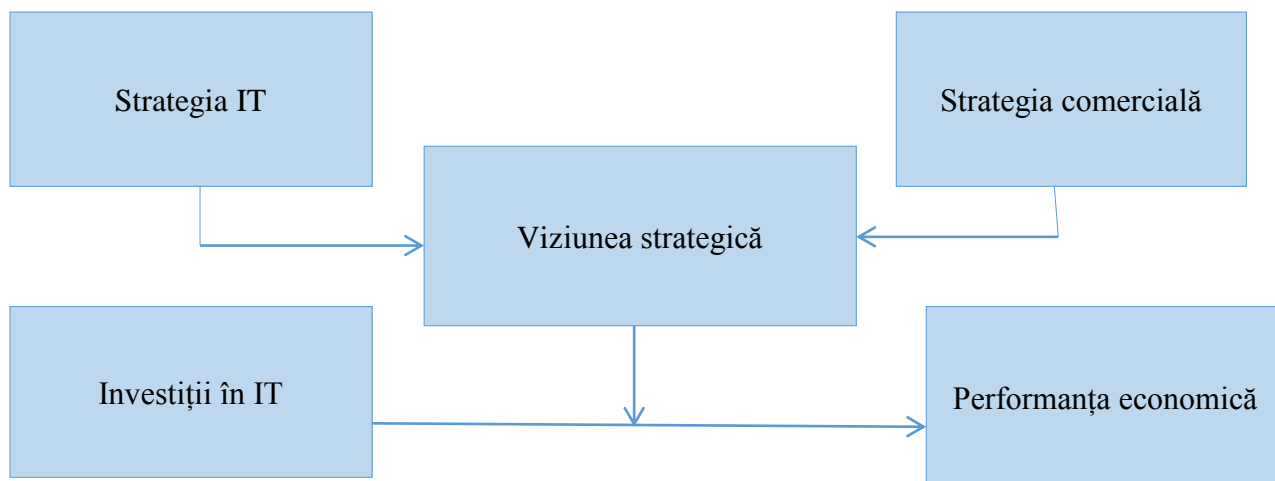 Strategia IT
Strategia comercială
Viziunea strategică
Investiții în IT
Performanța economică